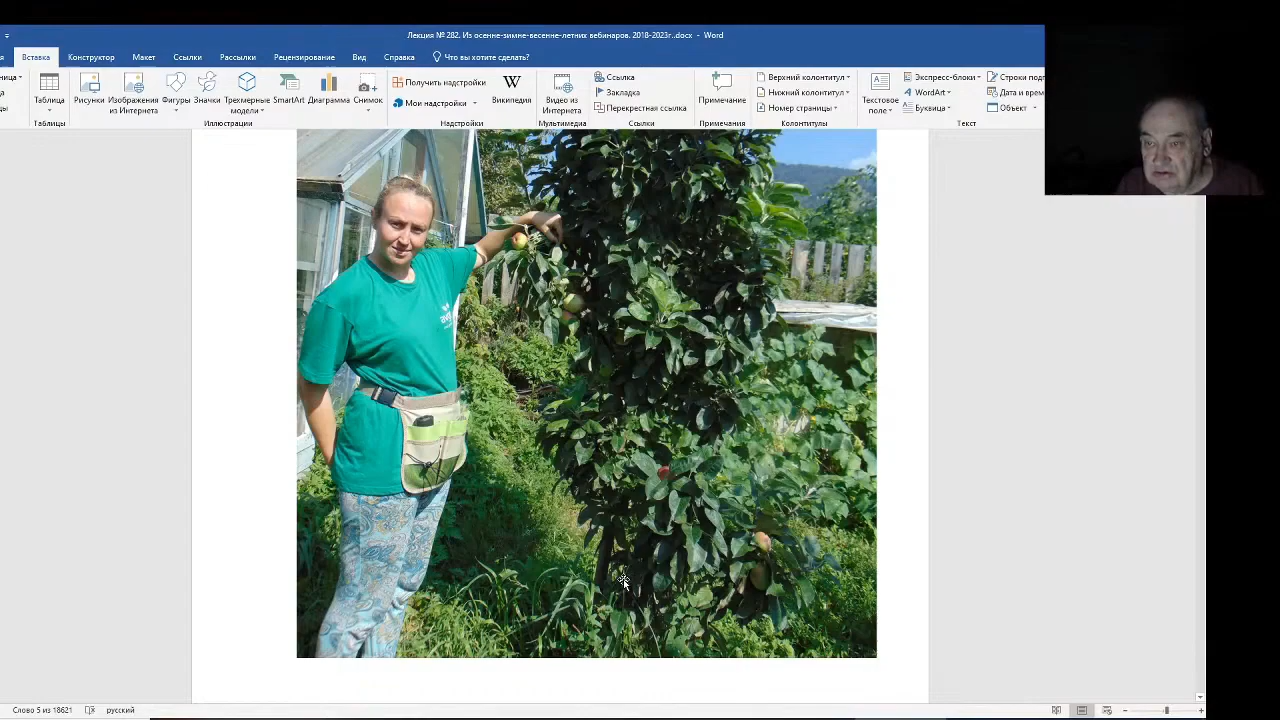 Лекция № 282. Из осенне-зимне-весенне-летних вебинаров. 2018-2023г..docx - Word
Вставка Конструктор Макет Ссылки Рассылки Рецензирование Вид Справка Что вы хотите сделать?
Таблица
Рисунки
Изображения из Интернета
Фигуры
Значки
Трехмерные модели
SmartArt
Диаграмма
Снимок
Получить надстройки
Мои надстройки
Википедия
Видео из Интернета
Ссылка
Закладка
Перекрестная ссылка
Примечание
Верхний колонтитул
Нижний колонтитул
Номер страницы
Текстовое поле
Экспресс-блоки
WordArt
Буквица
Строки под
Дата и врем
Объект
Таблицы Иллюстрации Надстройки Мультимедиа Ссылки Примечания Колонтитулы Текст
Слово 5 из 18621 русский